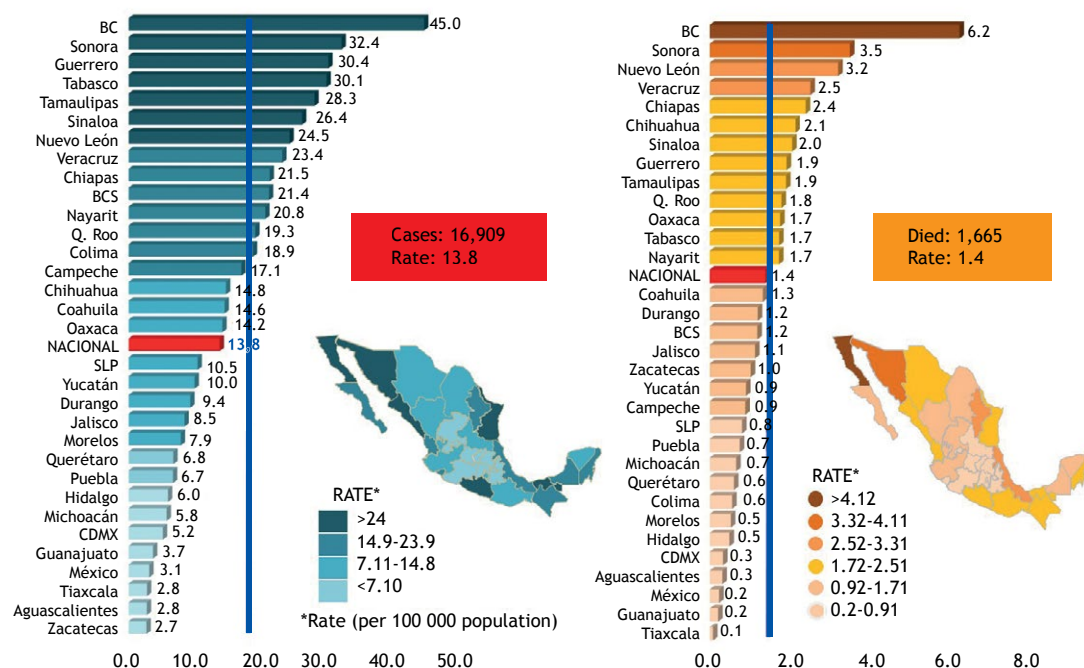 BC 45.0
Sonora 32.4
Guerrero 30.4
Tabasco 30.1
Tamaulipas 28.3
Sinaloa 26.4
Nuevo León 24.5
Veracruz 23.4
Chiapas 21.5
BCS 21.4
Nayarit 20.8
Q. Roo 19.3
Colima 18.9
Campeche 17.1
Chihuahua 14.8
Coahuila 14.6
Oaxaca 14.2
NACIONAL 13.8
SLP 10.5
Yucatán 10.0
Durango 9.4
Jalisco 8.5
Morelos 7.9
Querétaro 6.8
Puebla 6.7
Hidalgo 6.0
Michoacán 5.8
CDMX 5.2
Guanajuato 3.7
México 3.1
Tiaxcala 2.8
Aguascalientes 2.8
Zacatecas 2.7
0.0 10.0 20.0 30.0 40.0 50.0
Cases: 16,909
Rate: 13.8
RATE*
>24
14.9-23.9
7.11-14.8
<7.10
*Rate (per 100 000 population)
BC 6.2
Sonora 3.5
Nuevo León 3.2
Veracruz 2.5
Chiapas 2.4
Chihuahua 2.1
Sinaloa 2.0
Guerrero 1.9
Tamaulipas 1.9
Q. Roo 1.8
Oaxaca 1.7
Tabasco 1.7
Nayarit 1.7
NACIONAL 1.4
Coahuila 1.3
Durango 1.2
BCS 1.2
Jalisco 1.1
Zacatecas 1.0
Yucatán 0.9
Campeche 0.9
SLP 0.8
Puebla 0.7
Michoacán 0.7
Querétaro 0.6
Colima 0.6
Morelos 0.5
Hidalgo 0.5
CDMX 0.3
Aguascalientes 0.3
México 0.2
Guanajuato 0.2
Tiaxcala 0.1
0.0 2.0 4.0 6.0 8.0
Died: 1,665
Rate: 1.4
RATE*
>4.12
3.32-4.11
2.52-3.31
1.72-2.51
0.92-1.71
0.2-0.91